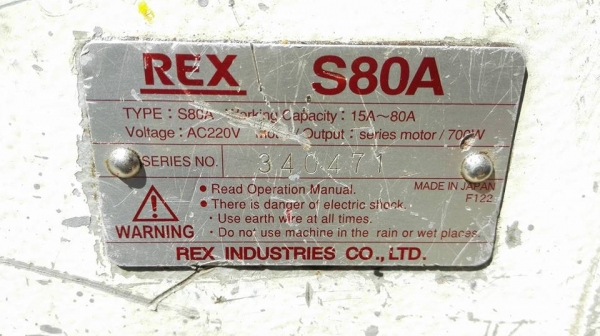 REX S80A
TYPE : S80A Working Capacity : 15A~80A
Voltage : AC220V Motor/Output : series motor / 700W
SERIES NO. 340471
MADE IN JAPAN
F122
• Read Operation Manual.
• There is danger of electric shock.
• Use earth wire at all times.
• Do not use machine in the rain or wet places.
WARNING
REX INDUSTRIES CO., LTD.